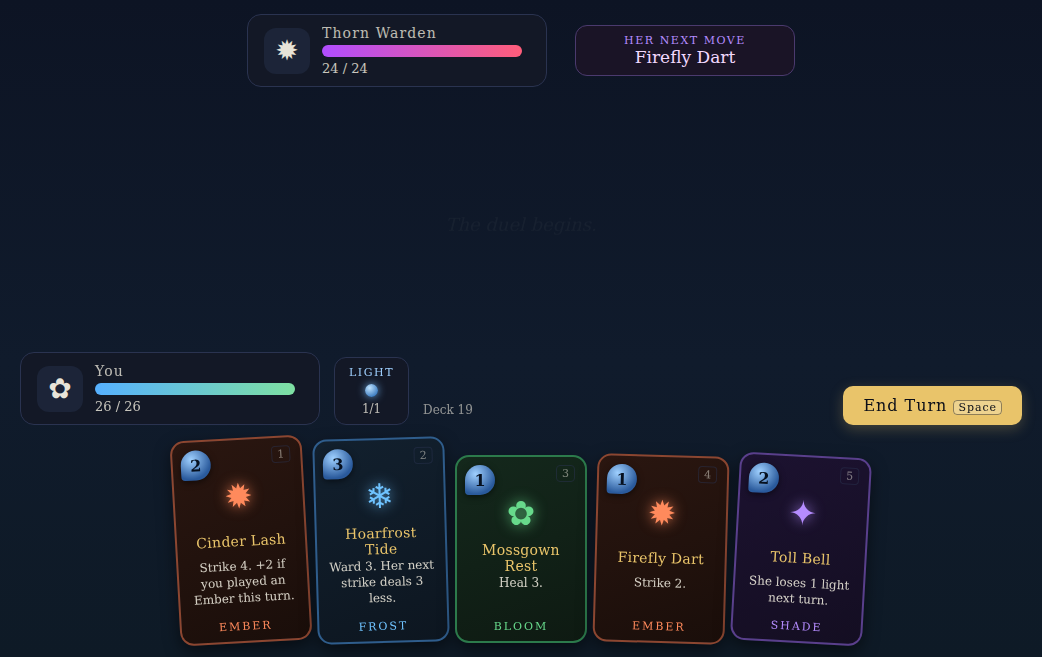 Thorn Warden
24 / 24
HER NEXT MOVE
Firefly Dart
The duel begins.
You
26 / 26
LIGHT
1/1
Deck 19
End Turn Space
2
1
Cinder Lash
Strike 4. +2 if
you played an
Ember this turn.
EMBER
3
2
Hoarfrost
Tide
Ward 3. Her next
strike deals 3
less.
FROST
1
3
Mossgown
Rest
Heal 3.
BLOOM
1
4
Firefly Dart
Strike 2.
EMBER
2
5
Toll Bell
She loses 1 light
next turn.
SHADE